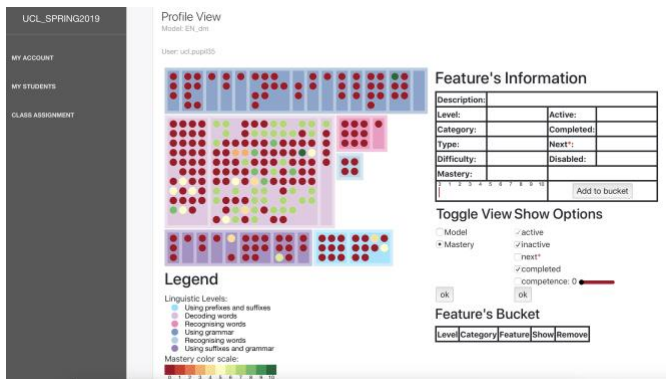 UCL_SPRING2019
MY ACCOUNT
MY STUDENTS
CLASS ASSIGNMENT
Profile View
Model: EN_dm
User: ucl.pupil35
Legend
Linguistic Levels:
Using prefixes and suffixes
Decoding words
Recognising words
Using grammar
Recognising words
Using suffixes and grammar
Mastery color scale:
0 1 2 3 4 5 6 7 8 9 10
Feature's Information
Description:
Level: Active:
Category: Completed:
Type: Next*:
Difficulty: Disabled:
Mastery:
0 1 2 3 4 5 6 7 8 9 10
Add to bucket
Toggle View Show Options
Model active
Mastery inactive
next*
completed
competence: 0
ok ok
Feature's Bucket
Level Category Feature Show Remove